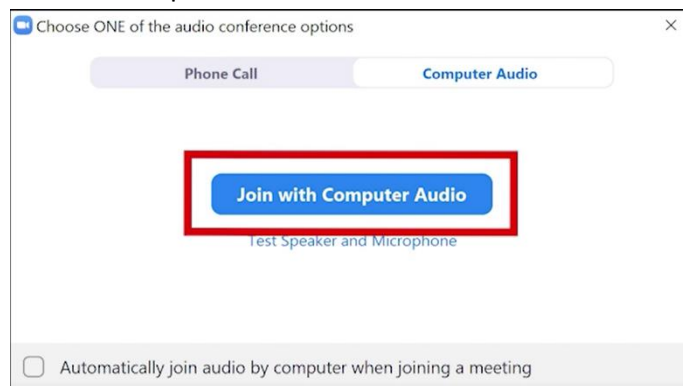 Choose ONE of the audio conference options
Phone Call
Computer Audio
Join with Computer Audio
Test Speaker and Microphone
Automatically join audio by computer when joining a meeting